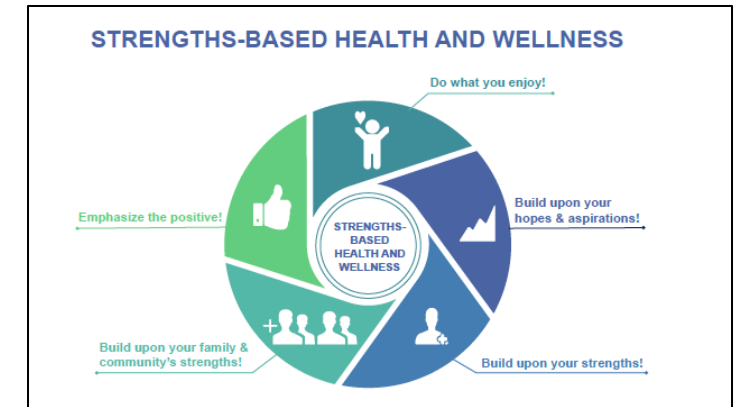 STRENGTHS-BASED HEALTH AND WELLNESS
Do what you enjoy!
Build upon your
hopes & aspirations!
Emphasize the positive!
STRENGTHS-
BASED
HEALTH AND
WELLNESS
Build upon your family &
community's strengths!
Build upon your strengths!